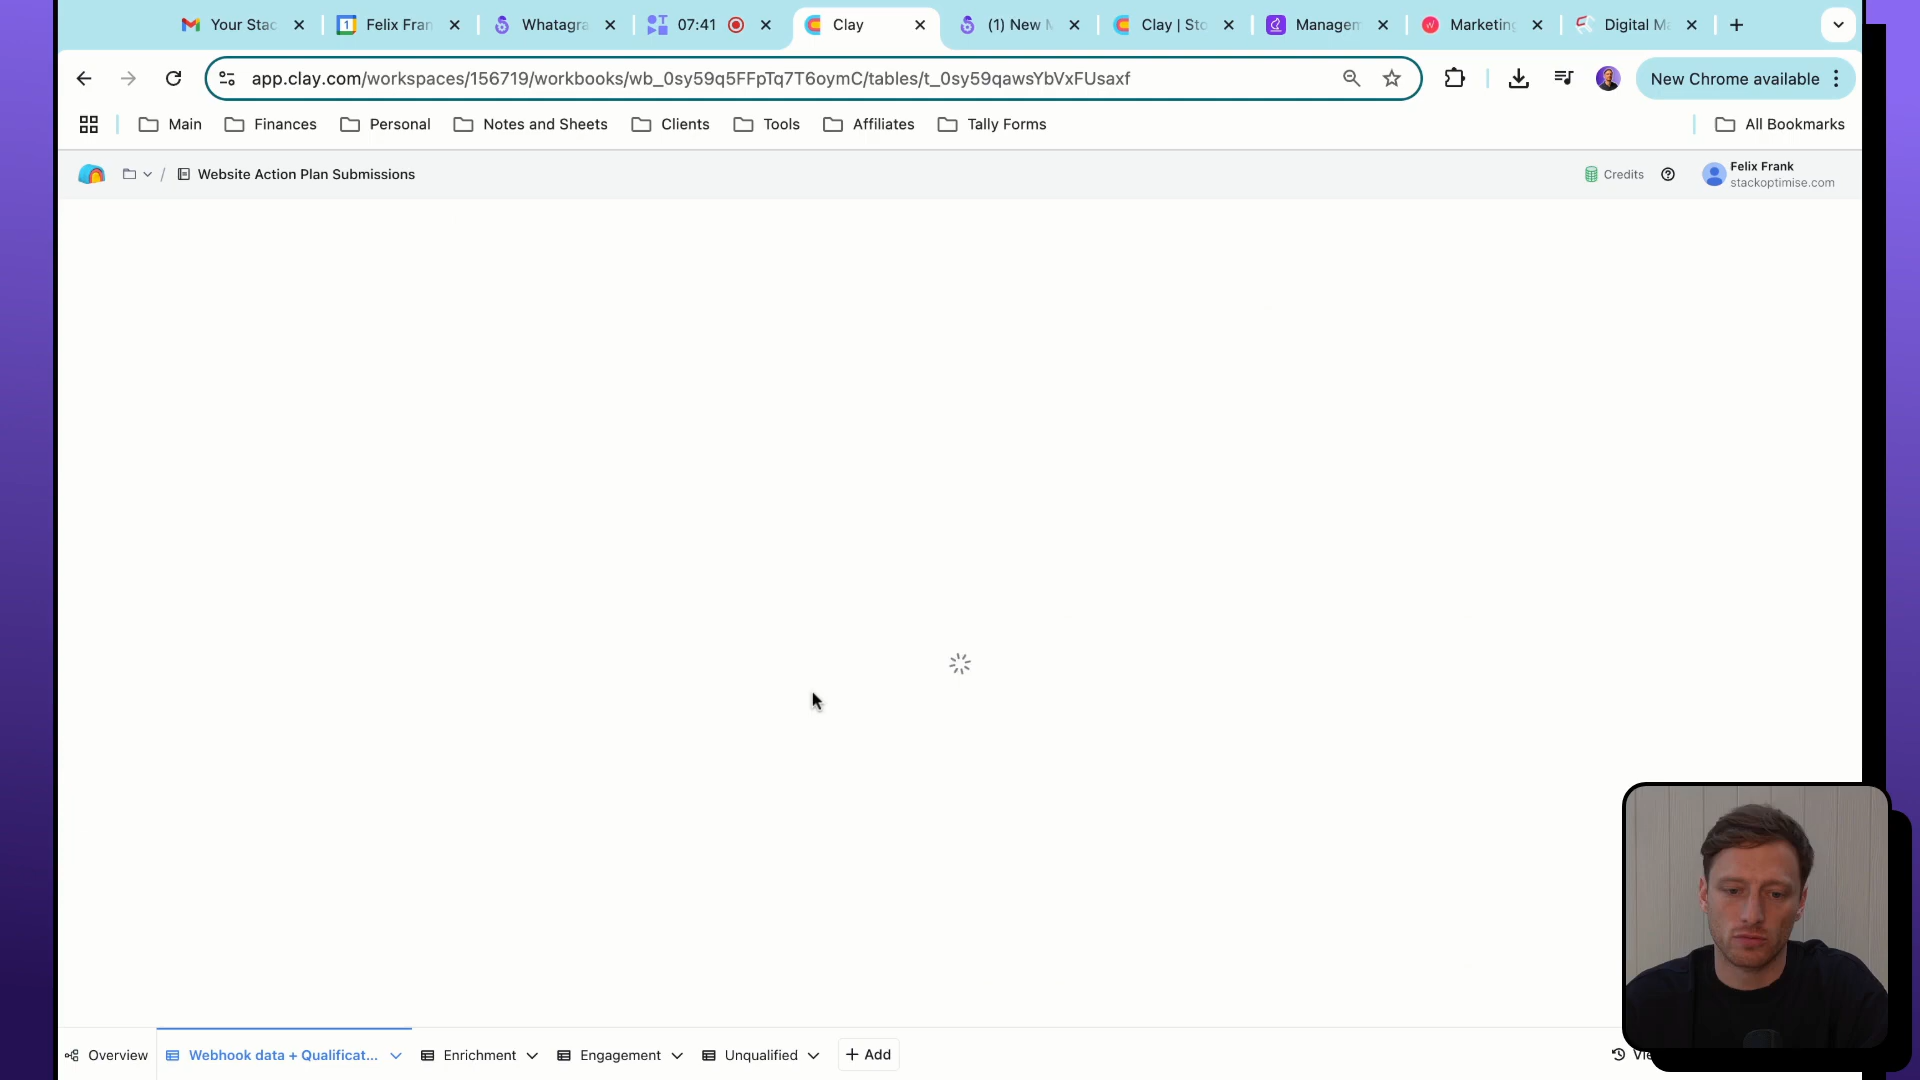 Your Stac
Felix Fran
Whatagra
07:41
Clay
(1) New M
Clay | Sto
Managem
Marketing
Digital Ma
app.clay.com/workspaces/156719/workbooks/wb_0sy59q5FFpTq7T6oymC/tables/t_0sy59qawsYbVxFUsaxf
New Chrome available
Main
Finances
Personal
Notes and Sheets
Clients
Tools
Affiliates
Tally Forms
All Bookmarks
/ Website Action Plan Submissions
Credits
Felix Frank
stackoptimise.com
Overview
Webhook data + Qualificat...
Enrichment
Engagement
Unqualified
+ Add